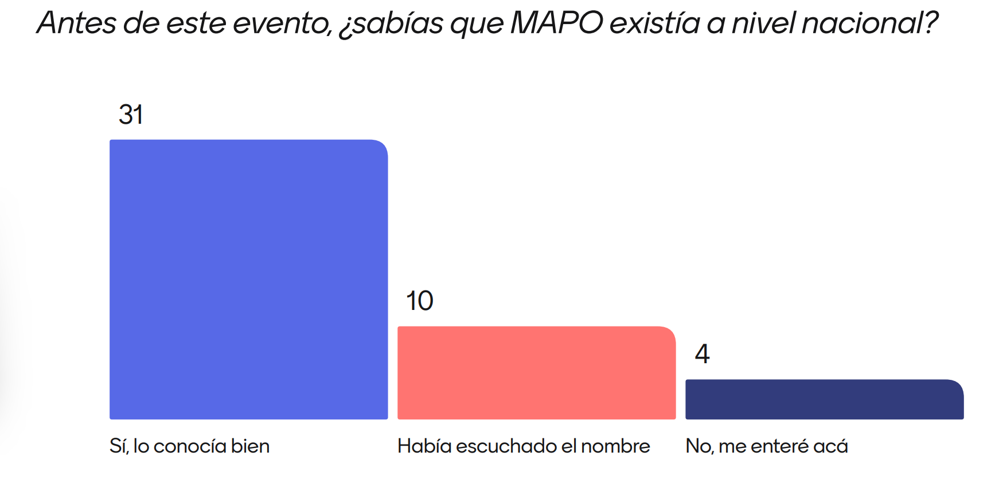 Antes de este evento, ¿sabías que MAPO existía a nivel nacional?
31
10
4
Sí, lo conocía bien
Había escuchado el nombre
No, me enteré acá